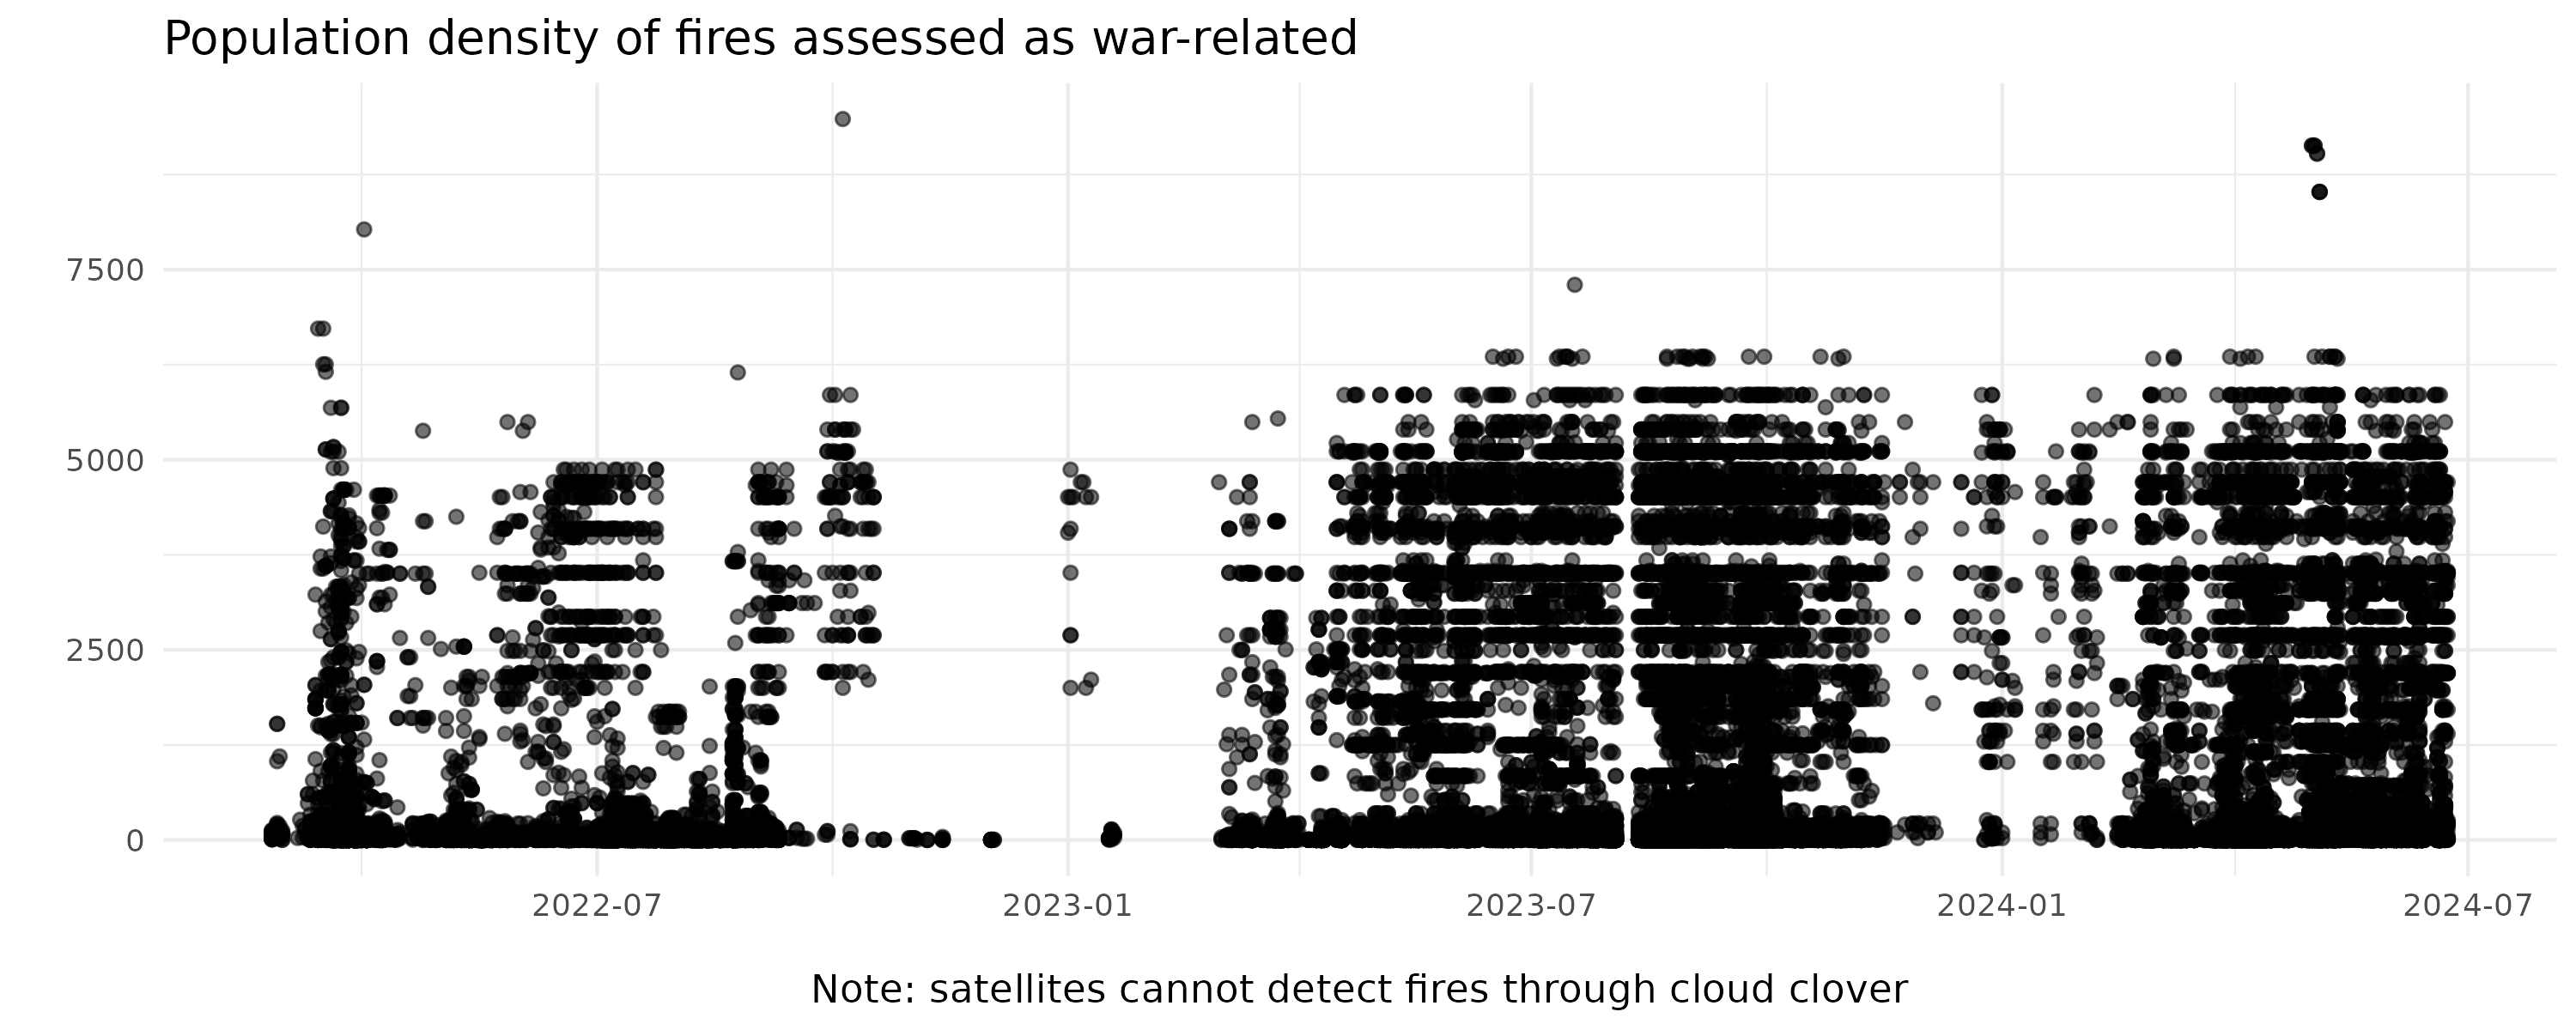 Population density of fires assessed as war-related
7500
5000
2500
0
2022-07 2023-01 2023-07 2024-01 2024-07
Note: satellites cannot detect fires through cloud clover